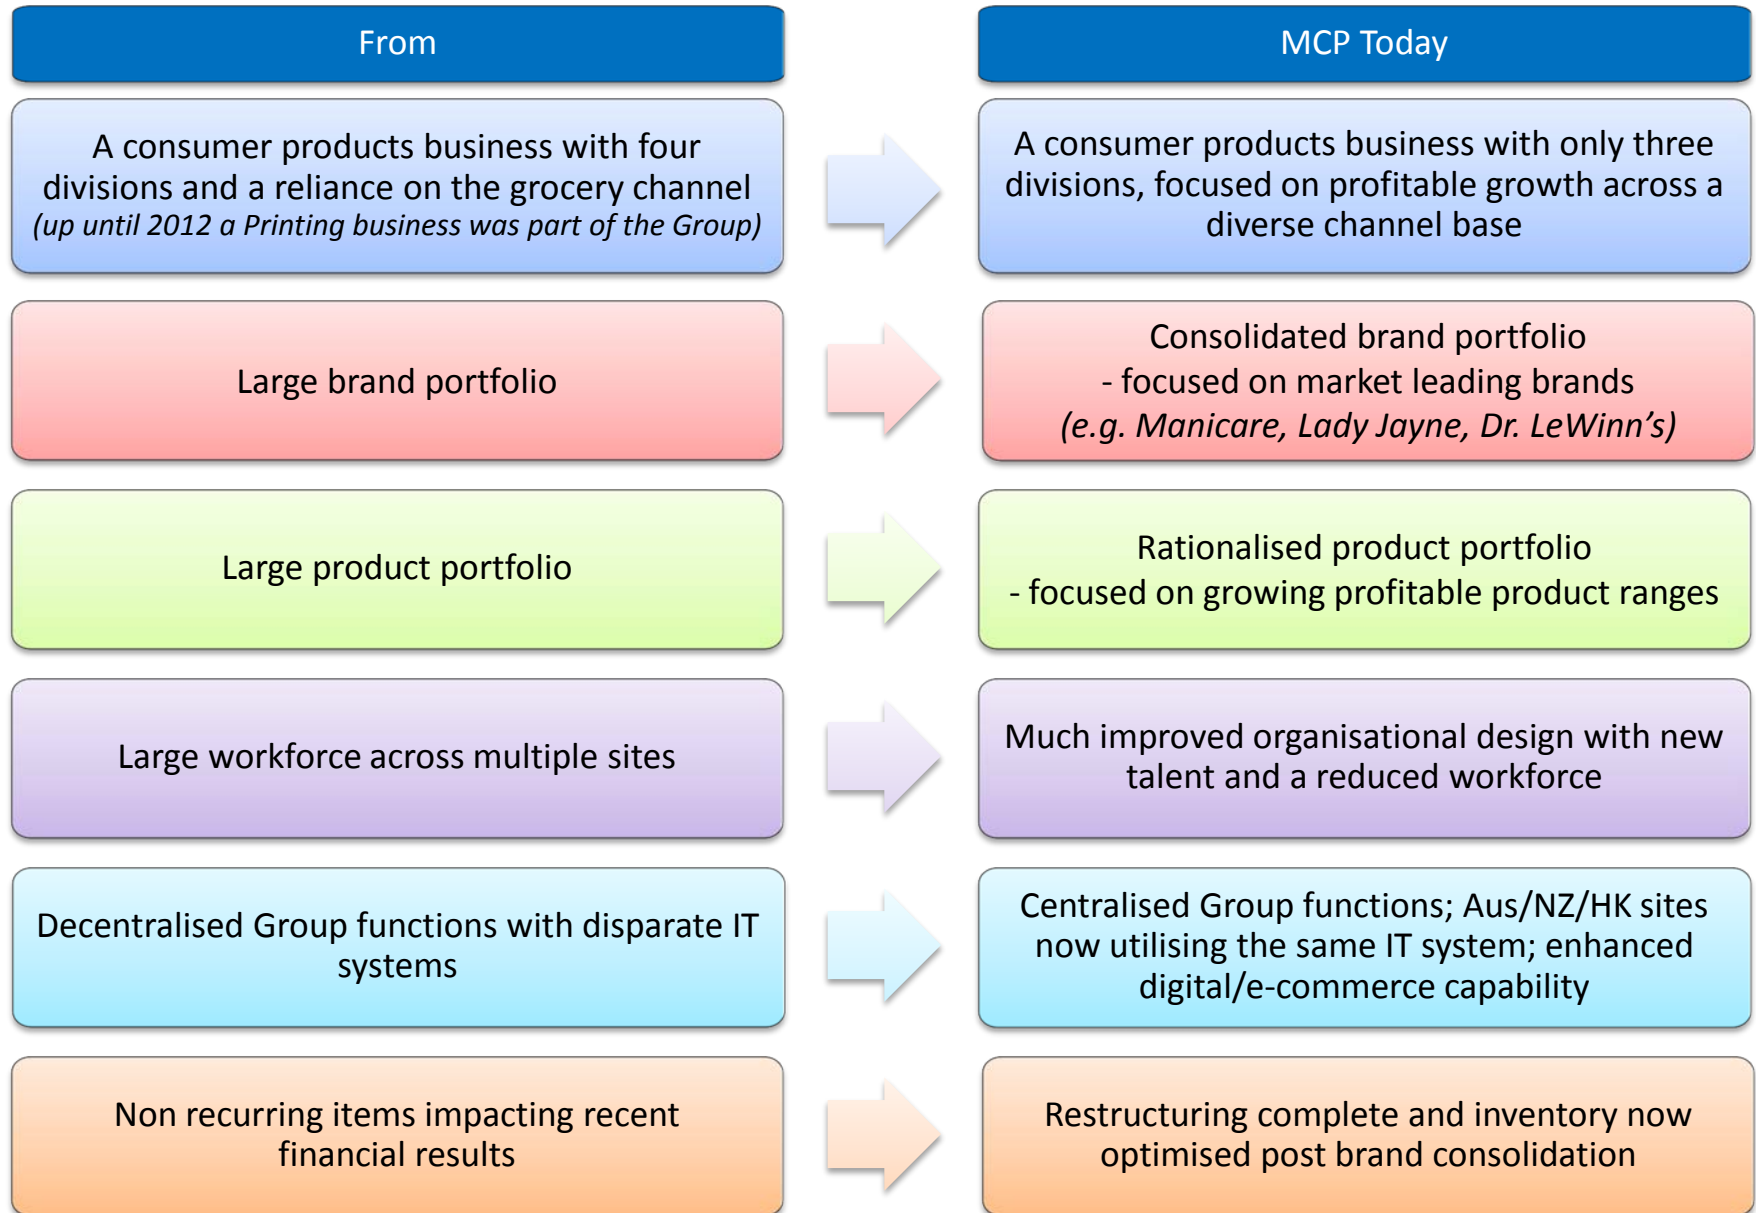 From
MCP Today
A consumer products business with four
divisions and a reliance on the grocery channel
(up until 2012 a Printing business was part of the Group)
A consumer products business with only three
divisions, focused on profitable growth across a
diverse channel base
Large brand portfolio
Consolidated brand portfolio
- focused on market leading brands
(e.g. Manicare, Lady Jayne, Dr. LeWinn’s)
Large product portfolio
Rationalised product portfolio
- focused on growing profitable product ranges
Large workforce across multiple sites
Much improved organisational design with new
talent and a reduced workforce
Decentralised Group functions with disparate IT
systems
Centralised Group functions; Aus/NZ/HK sites
now utilising the same IT system; enhanced
digital/e-commerce capability
Non recurring items impacting recent
financial results
Restructuring complete and inventory now
optimised post brand consolidation